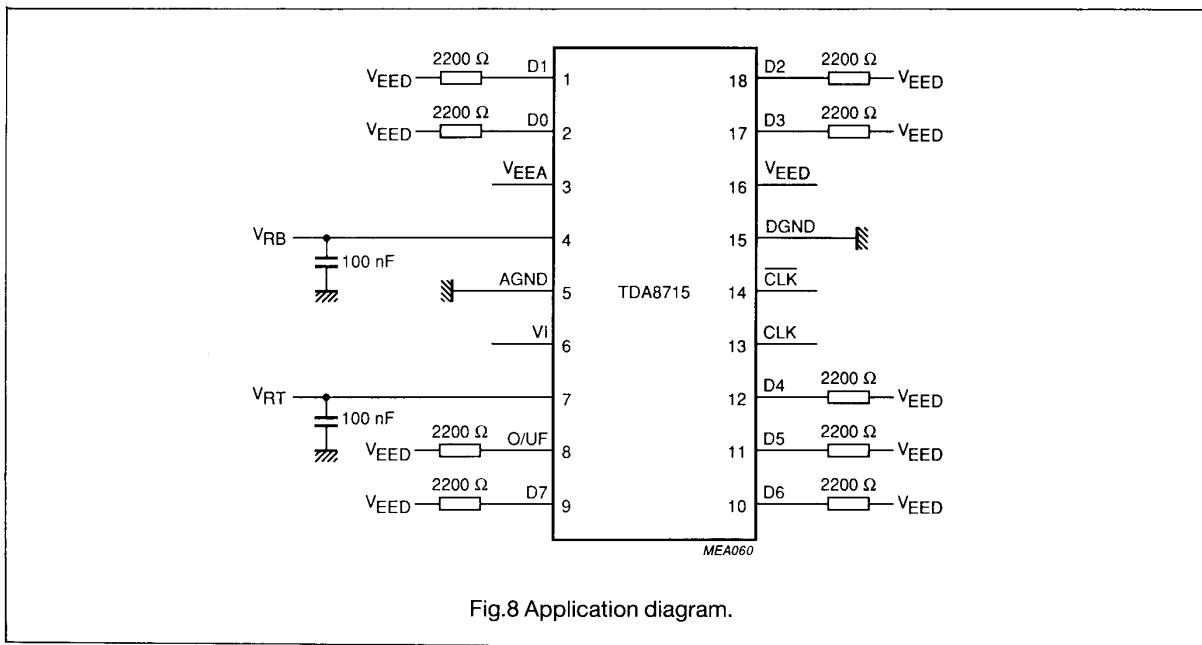 2200 Ω D1 2200 Ω D2
V_EED 1 18 V_EED
2200 Ω D0 2200 Ω D3
V_EED 2 17 V_EED
V_EEA 3 V_EED 16
V_RB 4 DGND 15
100 nF
AGND 5 TDA8715 14 C̅L̅K̅
VI 6 13 CLK
V_RT 7 12 D4 2200 Ω V_EED
100 nF
2200 Ω O/UF D5 2200 Ω
V_EED 8 11 V_EED
2200 Ω D7 D6 2200 Ω
V_EED 9 10 V_EED
MEA060
Fig.8 Application diagram.